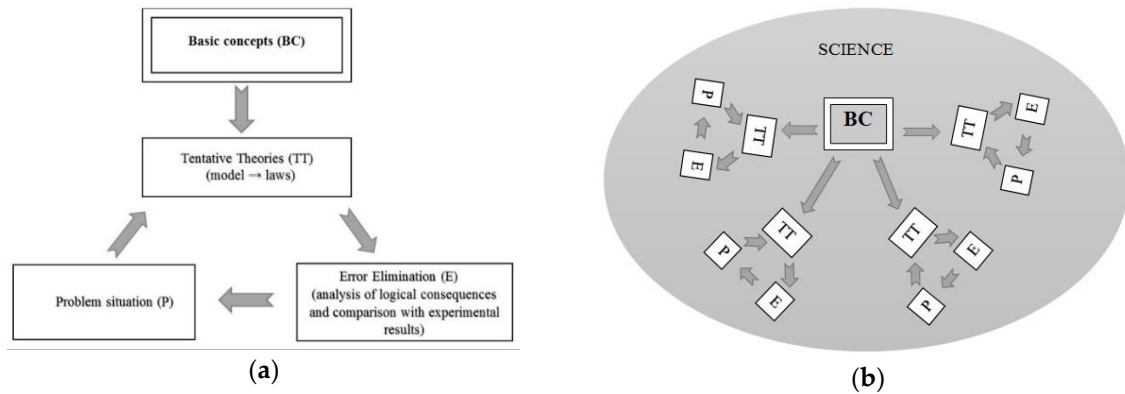 Basic concepts (BC)
Tentative Theories (TT)
(model → laws)
Problem situation (P)
Error Elimination (E)
(analysis of logical consequences
and comparison with experimental
results)
(a)
SCIENCE
BC
P
TT
E
TT
E
P
TT
P
E
TT
E
P
(b)